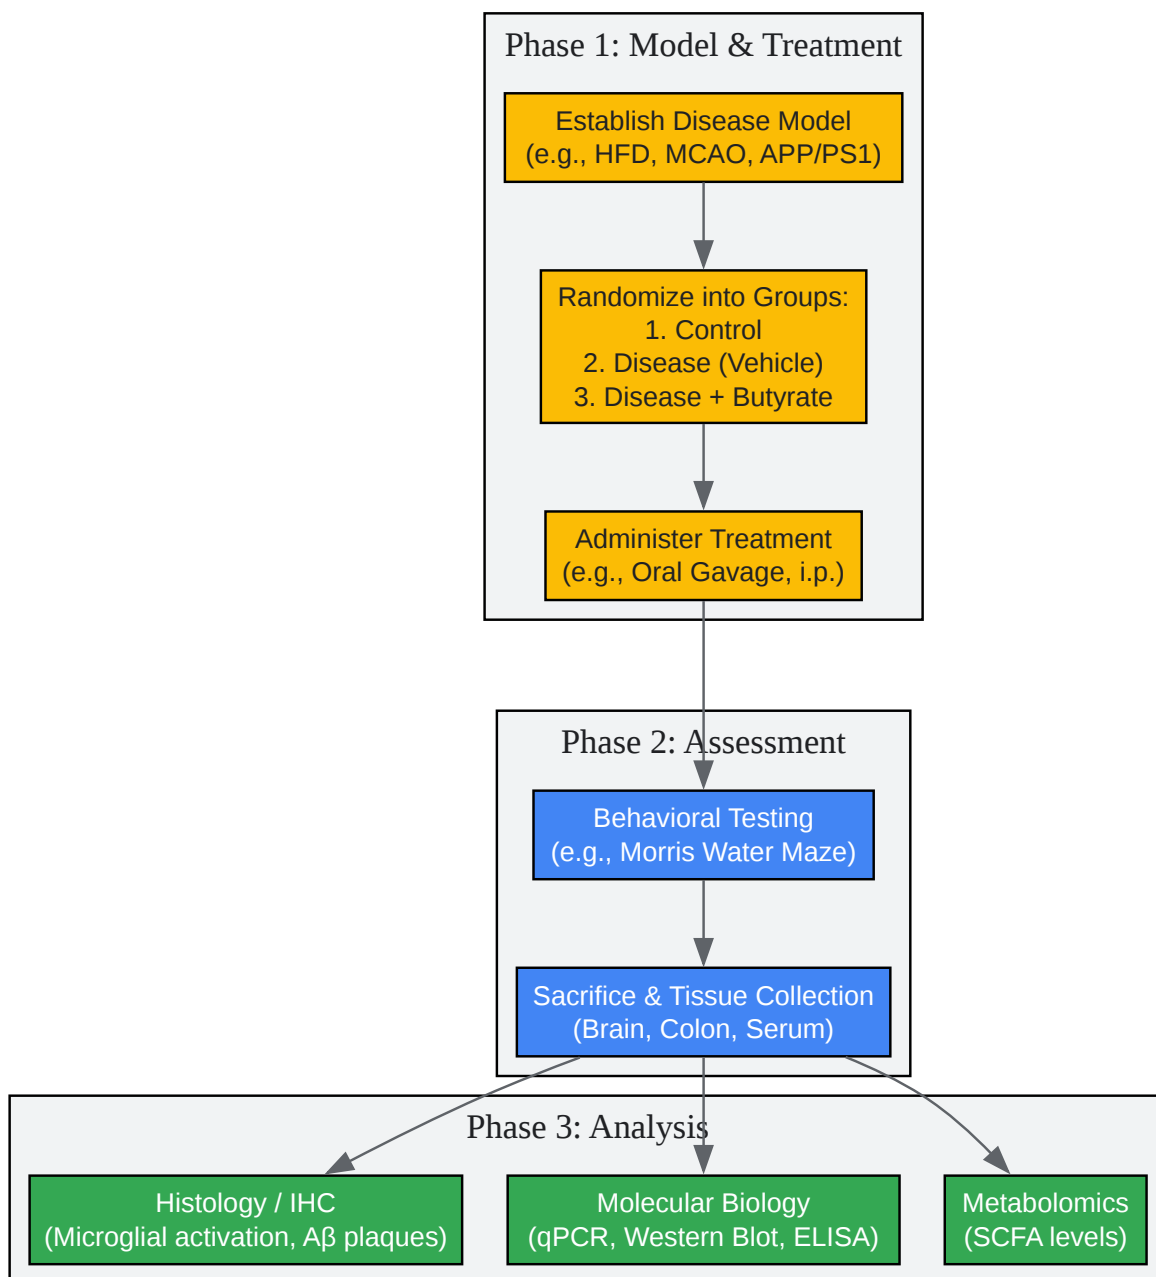 Phase 1: Model & Treatment
Establish Disease Model
(e.g., HFD, MCAO, APP/PS1)
Randomize into Groups:
1. Control
2. Disease (Vehicle)
3. Disease + Butyrate
Administer Treatment
(e.g., Oral Gavage, i.p.)
Phase 2: Assessment
Behavioral Testing
(e.g., Morris Water Maze)
Sacrifice & Tissue Collection
(Brain, Colon, Serum)
Phase 3: Analysis
Histology / IHC
(Microglial activation, Aβ plaques)
Molecular Biology
(qPCR, Western Blot, ELISA)
Metabolomics
(SCFA levels)